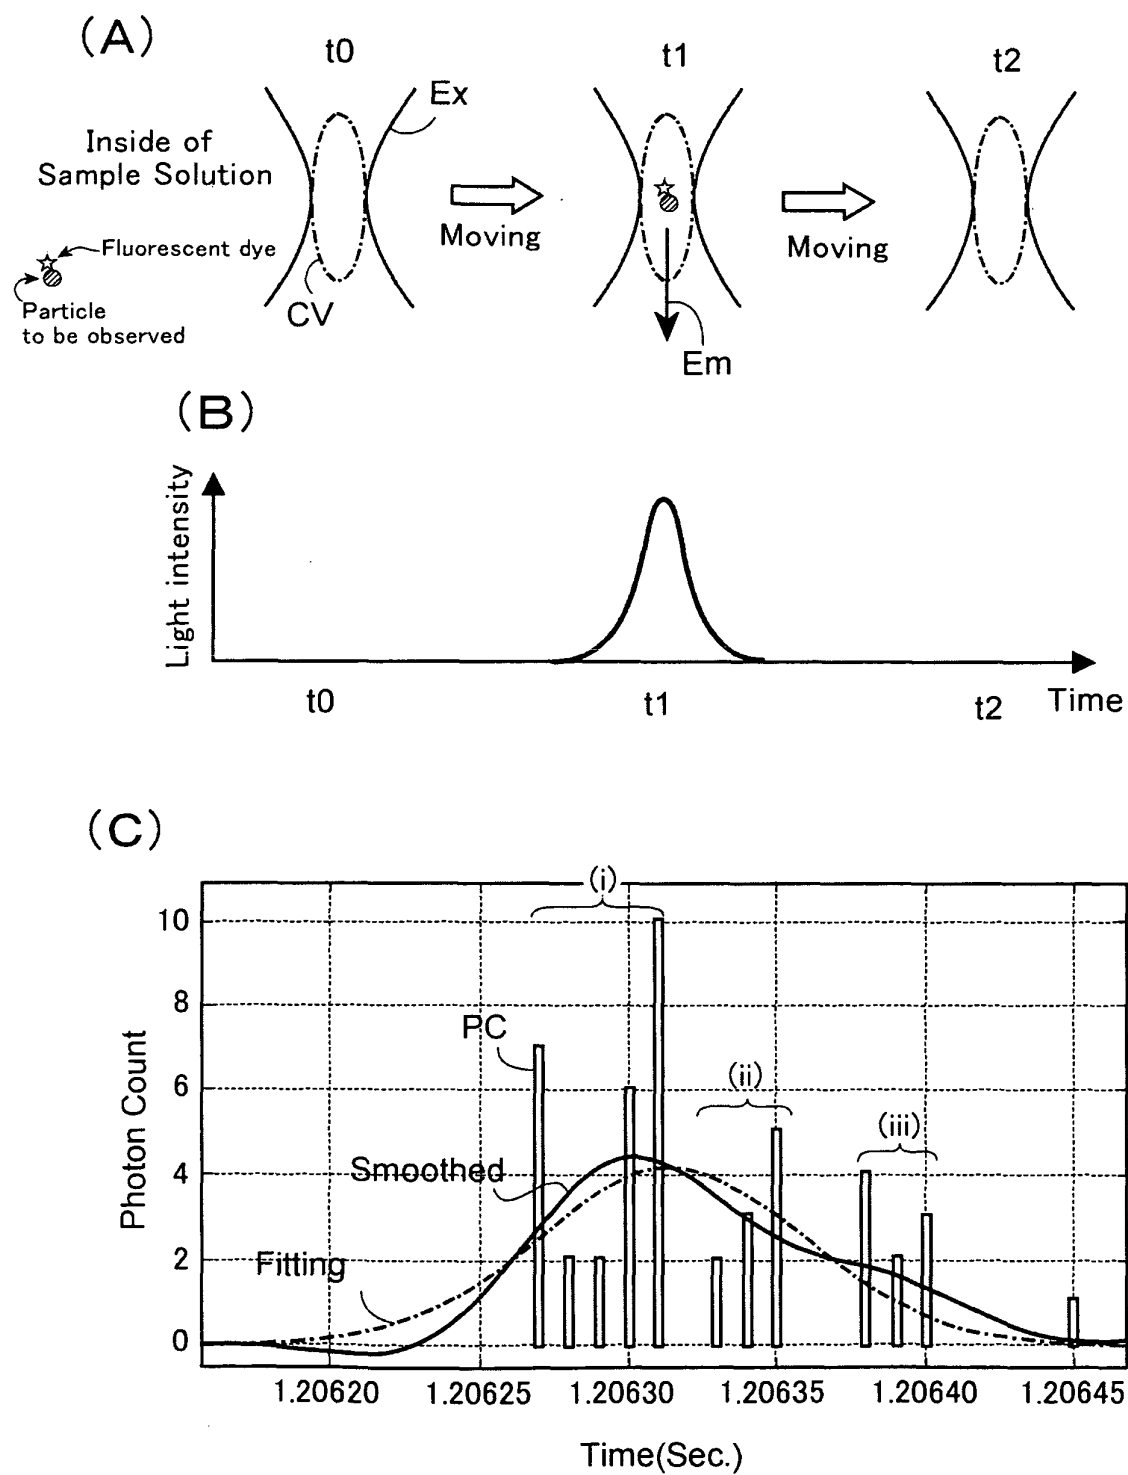 (A)
t0
t1
t2
Ex
Inside of
Sample Solution
Moving
Moving
Fluorescent dye
Particle
to be observed
CV
Em
(B)
Light intensity
t0
t1
t2
Time
(C)
(i)
10
8
PC
(ii)
6
(iii)
Smoothed
4
Fitting
2
0
Photon Count
1.20620
1.20625
1.20630
1.20635
1.20640
1.20645
Time(Sec.)